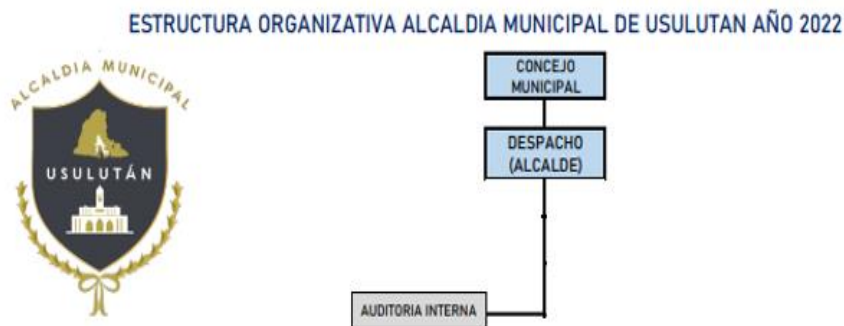 ESTRUCTURA ORGANIZATIVA ALCALDIA MUNICIPAL DE USULUTAN AÑO 2022
ALCALDIA MUNICIPAL
USULUTÁN
CONCEJO
MUNICIPAL
DESPACHO
(ALCALDE)
AUDITORIA INTERNA